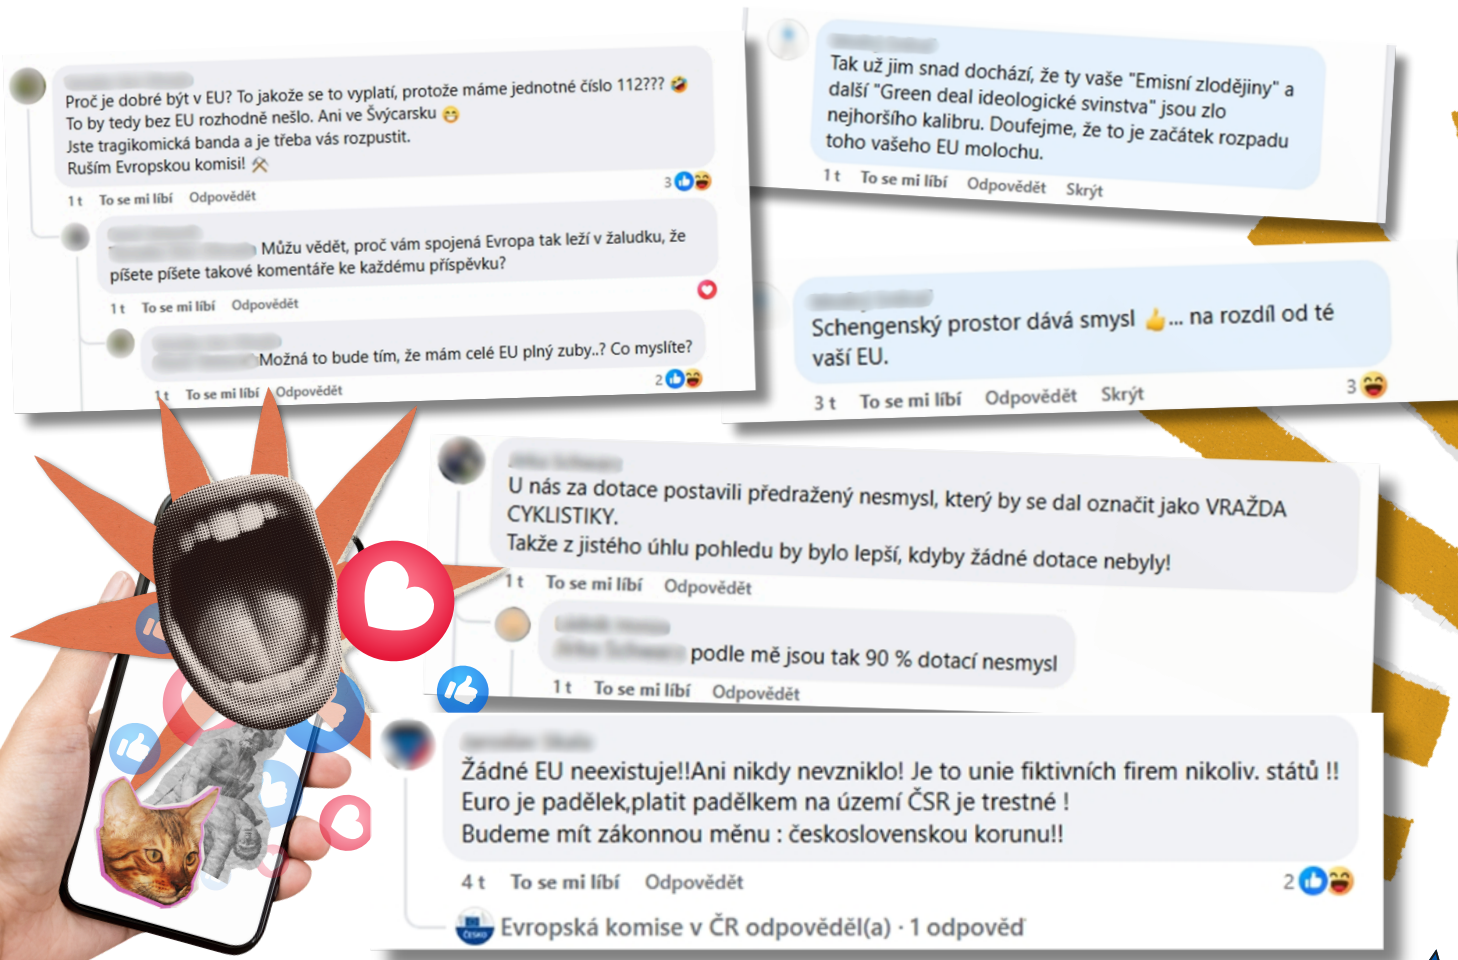 Proč je dobré být v EU? To jakože se to vyplatí, protože máme jednotné číslo 112??? 🤣
To by tedy bez EU rozhodně nešlo. Ani ve Švýcarsku 😁
Jste tragikomická banda a je třeba vás rozpustit.
Ruším Evropskou komisi! ⚒
3
1 t To se mi líbí Odpovědět
Můžu vědět, proč vám spojená Evropa tak leží v žaludku, že
píšete píšete takové komentáře ke každému příspěvku?
1 t To se mi líbí Odpovědět
Možná to bude tím, že mám celé EU plný zuby..? Co myslíte?
1 t To se mi líbí Odpovědět
2
Tak už jim snad dochází, že ty vaše "Emisní zlodějiny" a
další "Green deal ideologické svinstva" jsou zlo
nejhoršího kalibru. Doufejme, že to je začátek rozpadu
toho vašeho EU molochu.
1 t To se mi líbí Odpovědět Skrýt
Schengenský prostor dává smysl 👍... na rozdíl od té
vaší EU.
3 t To se mi líbí Odpovědět Skrýt
3
U nás za dotace postavili předražený nesmysl, který by se dal označit jako VRAŽDA
CYKLISTIKY.
Takže z jistého úhlu pohledu by bylo lepší, kdyby žádné dotace nebyly!
1 t To se mi líbí Odpovědět
podle mě jsou tak 90 % dotací nesmysl
1 t To se mi líbí Odpovědět
Žádné EU neexistuje!!Ani nikdy nevzniklo! Je to unie fiktivních firem nikoliv. států !!
Euro je padělek,platit padělkem na území ČSR je trestné !
Budeme mít zákonnou měnu : československou korunu!!
4 t To se mi líbí Odpovědět
2
ČESKO
Evropská komise v ČR odpověděl(a) · 1 odpověď